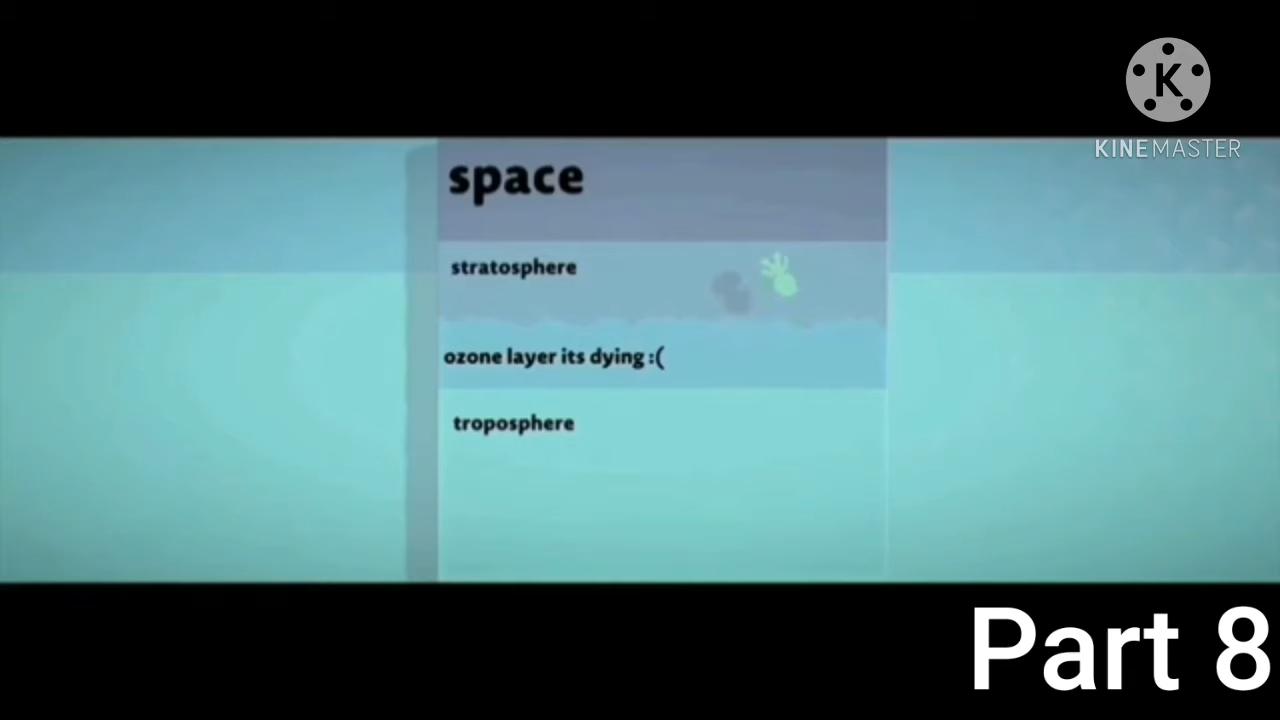 K
KINEMASTER
space
stratosphere
ozone layer its dying :(
troposphere
Part 8